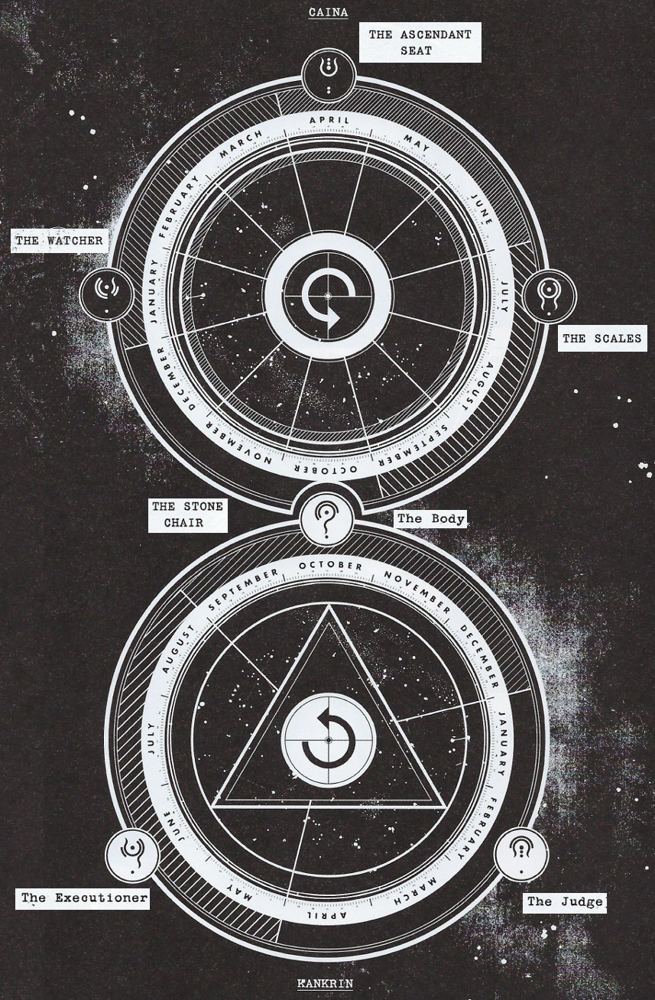 CAINA
THE ASCENDANT
SEAT
APRIL
MARCH
MAY
FEBRUARY
JUNE
THE WATCHER
JANUARY
JULY
THE SCALES
DECEMBER
AUGUST
NOVEMBER
SEPTEMBER
OCTOBER
THE STONE
CHAIR
The Body
OCTOBER
SEPTEMBER
NOVEMBER
AUGUST
DECEMBER
JULY
JANUARY
JUNE
FEBRUARY
MAY
MARCH
APRIL
The Executioner
The Judge
KANKRIN